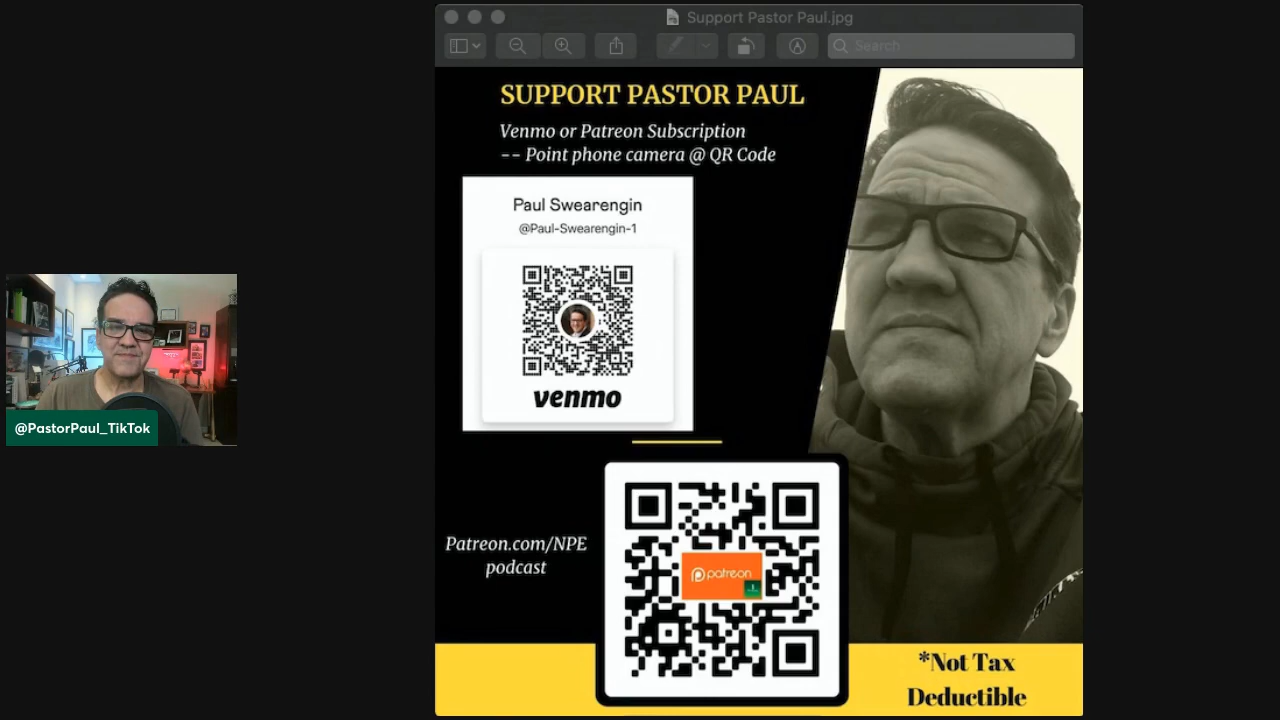 Support Pastor Paul.jpg
Search
SUPPORT PASTOR PAUL
Venmo or Patreon Subscription
-- Point phone camera @ QR Code
Paul Swearengin
@Paul-Swearengin-1
venmo
@PastorPaul_TikTok
Patreon.com/NPE
podcast
patreon
*Not Tax
Deductible